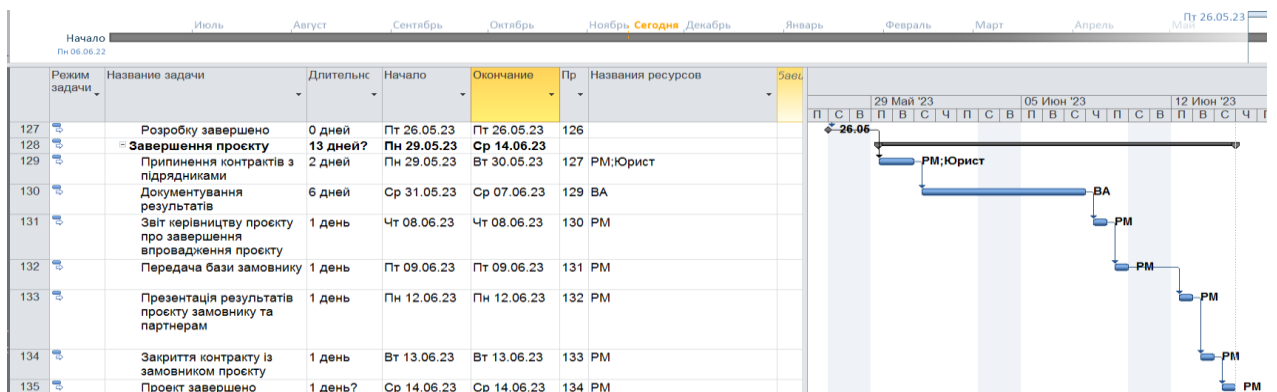 Пт 26.05.23
Июль Август Сентябрь Октябрь Ноябрь Сегодня Декабрь Январь Февраль Март Апрель Май
Начало
Пн 06.06.22
Режим задачи Название задачи Длительнс Начало Окончание Пр Названия ресурсов
29 Май '23 05 Июн '23 12 Июн '23
П С В П В С Ч П С В П В С Ч П С В П В С Ч П
127 Розробку завершено 0 дней Пт 26.05.23 Пт 26.05.23 126
26.05
128 Завершення проєкту 13 дней? Пн 29.05.23 Ср 14.06.23
129 Припинення контрактів з 2 дней Пн 29.05.23 Вт 30.05.23 127 PM;Юрист PM;Юрист
підрядниками
130 Документування 6 дней Ср 31.05.23 Ср 07.06.23 129 BA BA
результатів
131 Звіт керівництву проєкту 1 день Чт 08.06.23 Чт 08.06.23 130 PM PM
про завершення
впровадження проєкту
132 Передача бази замовнику 1 день Пт 09.06.23 Пт 09.06.23 131 PM PM
133 Презентація результатів 1 день Пн 12.06.23 Пн 12.06.23 132 PM PM
проєкту замовнику та
партнерам
134 Закриття контракту із 1 день Вт 13.06.23 Вт 13.06.23 133 PM PM
замовником проєкту
135 Проект завершено 1 день? Ср 14.06.23 Ср 14.06.23 134 PM PM